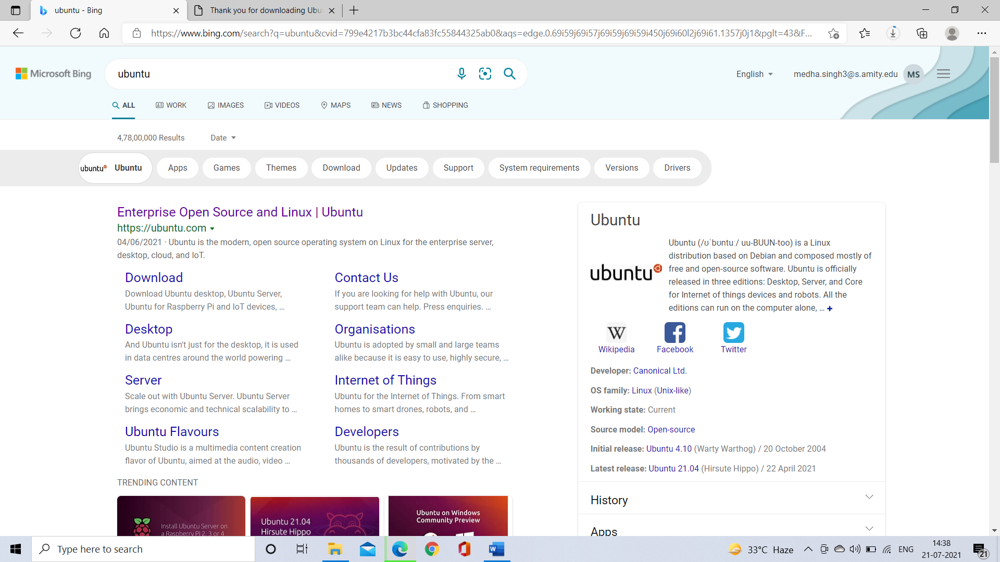 ubuntu - Bing
Thank you for downloading Ubu
https://www.bing.com/search?q=ubuntu&cvid=799e4217b3bc44cfa83fc55844325ab0&aqs=edge.0.69i59j69i57j69i59j69i59i450j69i60l2j69i61.1357j0j1&pglt=43&F...
Microsoft Bing
ubuntu
English
medha.singh3@s.amity.edu
MS
ALL WORK IMAGES VIDEOS MAPS NEWS SHOPPING
4,78,00,000 Results Date
ubuntu Ubuntu Apps Games Themes Download Updates Support System requirements Versions Drivers
Enterprise Open Source and Linux | Ubuntu
https://ubuntu.com
04/06/2021 · Ubuntu is the modern, open source operating system on Linux for the enterprise server,
desktop, cloud, and IoT.
Download
Download Ubuntu desktop, Ubuntu Server,
Ubuntu for Raspberry Pi and IoT devices, ...
Contact Us
If you are looking for help with Ubuntu, our
support team can help. Press enquiries. ...
Desktop
And Ubuntu isn't just for the desktop, it is used
in data centres around the world powering ...
Organisations
Ubuntu is adopted by small and large teams
alike because it is easy to use, highly secure, ...
Server
Scale out with Ubuntu Server. Ubuntu Server
brings economic and technical scalability to ...
Internet of Things
Ubuntu for the Internet of Things. From smart
homes to smart drones, robots, and ...
Ubuntu Flavours
Ubuntu Studio is a multimedia content creation
flavor of Ubuntu, aimed at the audio, video ...
Developers
Ubuntu is the result of contributions by
thousands of developers, motivated by the ...
TRENDING CONTENT
Install Ubuntu Server on
a Raspberry Pi 2, 3 or 4
Ubuntu 21.04
Hirsute Hippo
Ubuntu on Windows
Community Preview
Ubuntu
ubuntu
Ubuntu (/ʊˈbʊntuː/ uu-BUUN-too) is a Linux
distribution based on Debian and composed mostly of
free and open-source software. Ubuntu is officially
released in three editions: Desktop, Server, and Core
for Internet of things devices and robots. All the
editions can run on the computer alone, ... +
W
Wikipedia Facebook Twitter
Developer: Canonical Ltd.
OS family: Linux (Unix-like)
Working state: Current
Source model: Open-source
Initial release: Ubuntu 4.10 (Warty Warthog) / 20 October 2004
Latest release: Ubuntu 21.04 (Hirsute Hippo) / 22 April 2021
History
Apps
Type here to search
33°C Haze
ENG
14:38
21-07-2021
21